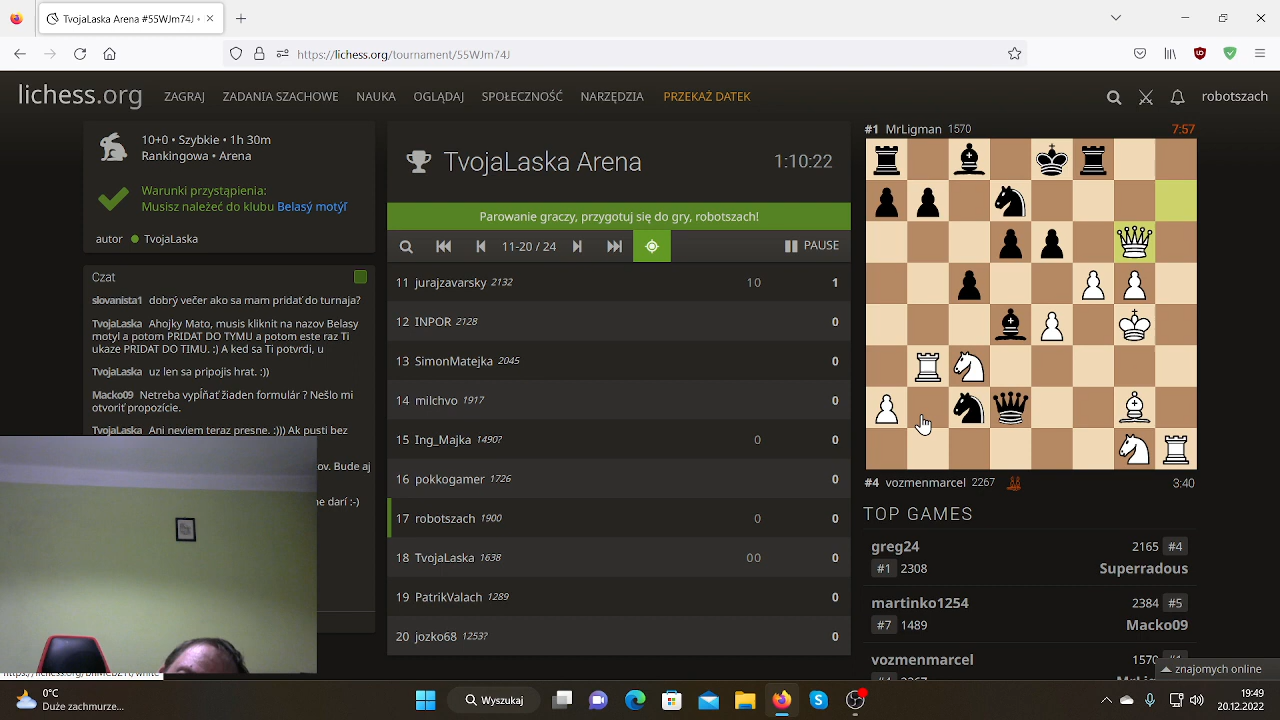 TvojaLaska Arena #55WJm74J •
https://lichess.org/tournament/55WJm74J
lichess.org
ZAGRAJ
ZADANIA SZACHOWE
NAUKA
OGLĄDAJ
SPOŁECZNOŚĆ
NARZĘDZIA
PRZEKAŻ DATEK
robotszach
10+0 • Szybkie • 1h 30m
Rankingowa • Arena
Warunki przystąpienia:
Musisz należeć do klubu Belasý motýľ
autor TvojaLaska
Czat
slovanista1 dobrý večer ako sa mam pridať do turnaja?
TvojaLaska Ahojky Mato, musis kliknit na nazov Belasy
motyl a potom PRIDAT DO TYMU a potom este raz Ti
ukaze PRIDAT DO TIMU. :) A ked sa Ti potvrdi, u
TvojaLaska uz len sa pripojis hrat. :))
Macko09 Netreba vypĺňať žiaden formulár ? Nešlo mi
otvoriť propozície.
TvojaLaska Ani neviem teraz presne. :))) Ak pusti bez
ov. Bude aj
ne darí :-)
TvojaLaska Arena
1:10:22
Parowanie graczy, przygotuj się do gry, robotszach!
11-20 / 24
PAUSE
11 jurajzavarsky 2132 10 1
12 INPOR 2128 0
13 SimonMatejka 2045 0
14 milchvo 1917 0
15 Ing_Majka 1490? 0 0
16 pokkogamer 1726 0
17 robotszach 1900 0 0
18 TvojaLaska 1638 00 0
19 PatrikValach 1289 0
20 jozko68 1253? 0
#1 MrLigman 1570 7:57
#4 vozmenmarcel 2267 3:40
TOP GAMES
greg24 2165 #4
#1 2308 Superradous
martinko1254 2384 #5
#7 1489 Macko09
vozmenmarcel 1570
znajomych online
0°C
Duże zachmurze...
Wyszukaj
19:49
20.12.2022